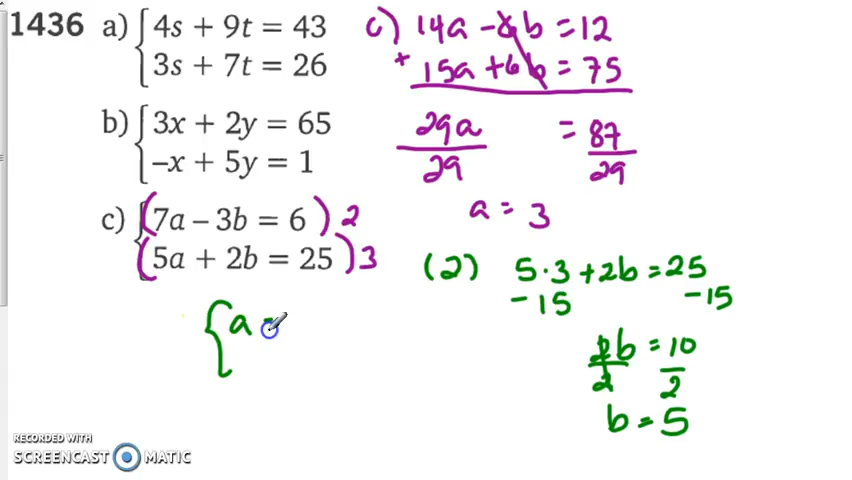 1436 a) 4s + 9t = 43
3s + 7t = 26
b) 3x + 2y = 65
–x + 5y = 1
c) (7a – 3b = 6) 2
(5a + 2b = 25) 3
{ a =
c) 14a - 6b = 12
+ 15a + 6b = 75
29a/29 = 87/29
a = 3
(2) 5·3 + 2b = 25
-15 -15
2b/2 = 10/2
b = 5
RECORDED WITH
SCREENCAST MATIC